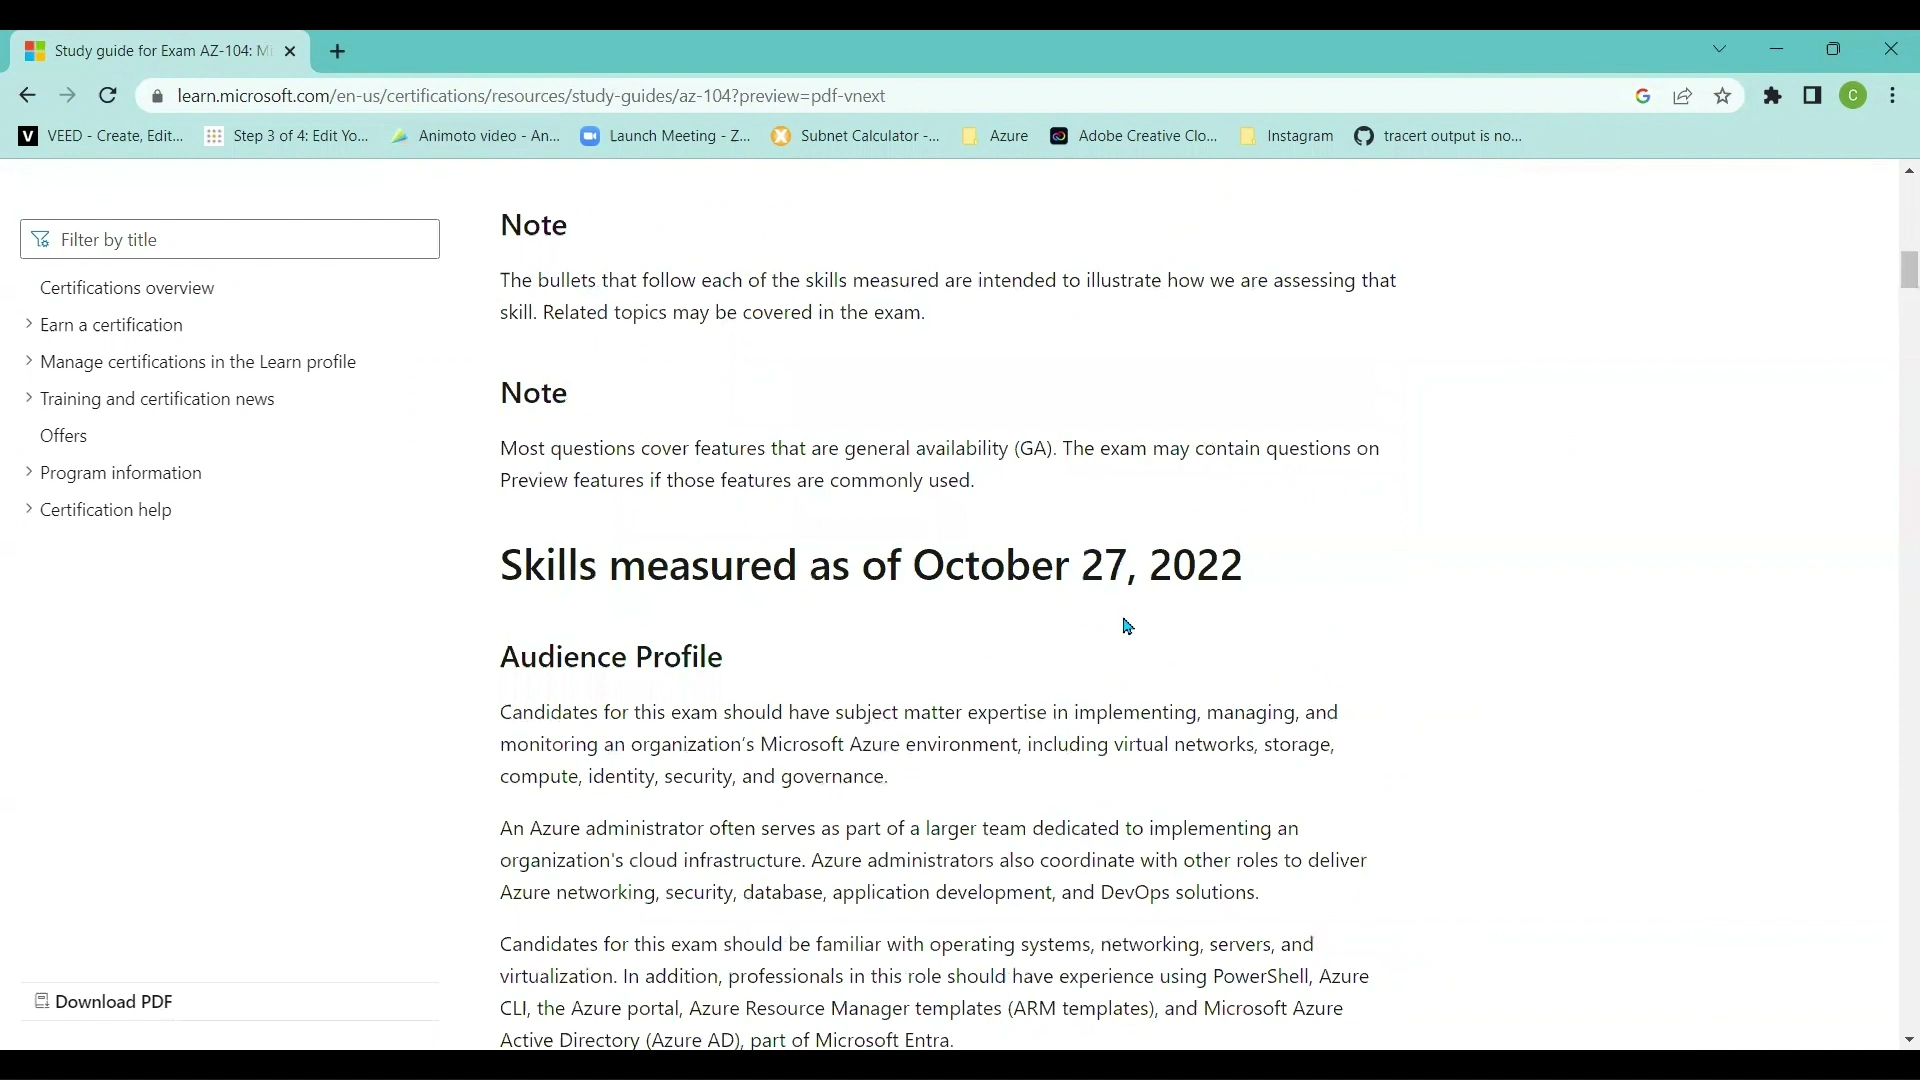 Study guide for Exam AZ-104: Mi
learn.microsoft.com/en-us/certifications/resources/study-guides/az-104?preview=pdf-vnext
C
VEED - Create, Edit... Step 3 of 4: Edit Yo... Animoto video - An... Launch Meeting - Z... Subnet Calculator -... Azure Adobe Creative Clo... Instagram tracert output is no...
Filter by title
Certifications overview
Earn a certification
Manage certifications in the Learn profile
Training and certification news
Offers
Program information
Certification help
Download PDF
Note
The bullets that follow each of the skills measured are intended to illustrate how we are assessing that
skill. Related topics may be covered in the exam.
Note
Most questions cover features that are general availability (GA). The exam may contain questions on
Preview features if those features are commonly used.
Skills measured as of October 27, 2022
Audience Profile
Candidates for this exam should have subject matter expertise in implementing, managing, and
monitoring an organization's Microsoft Azure environment, including virtual networks, storage,
compute, identity, security, and governance.
An Azure administrator often serves as part of a larger team dedicated to implementing an
organization's cloud infrastructure. Azure administrators also coordinate with other roles to deliver
Azure networking, security, database, application development, and DevOps solutions.
Candidates for this exam should be familiar with operating systems, networking, servers, and
virtualization. In addition, professionals in this role should have experience using PowerShell, Azure
CLI, the Azure portal, Azure Resource Manager templates (ARM templates), and Microsoft Azure
Active Directory (Azure AD), part of Microsoft Entra.